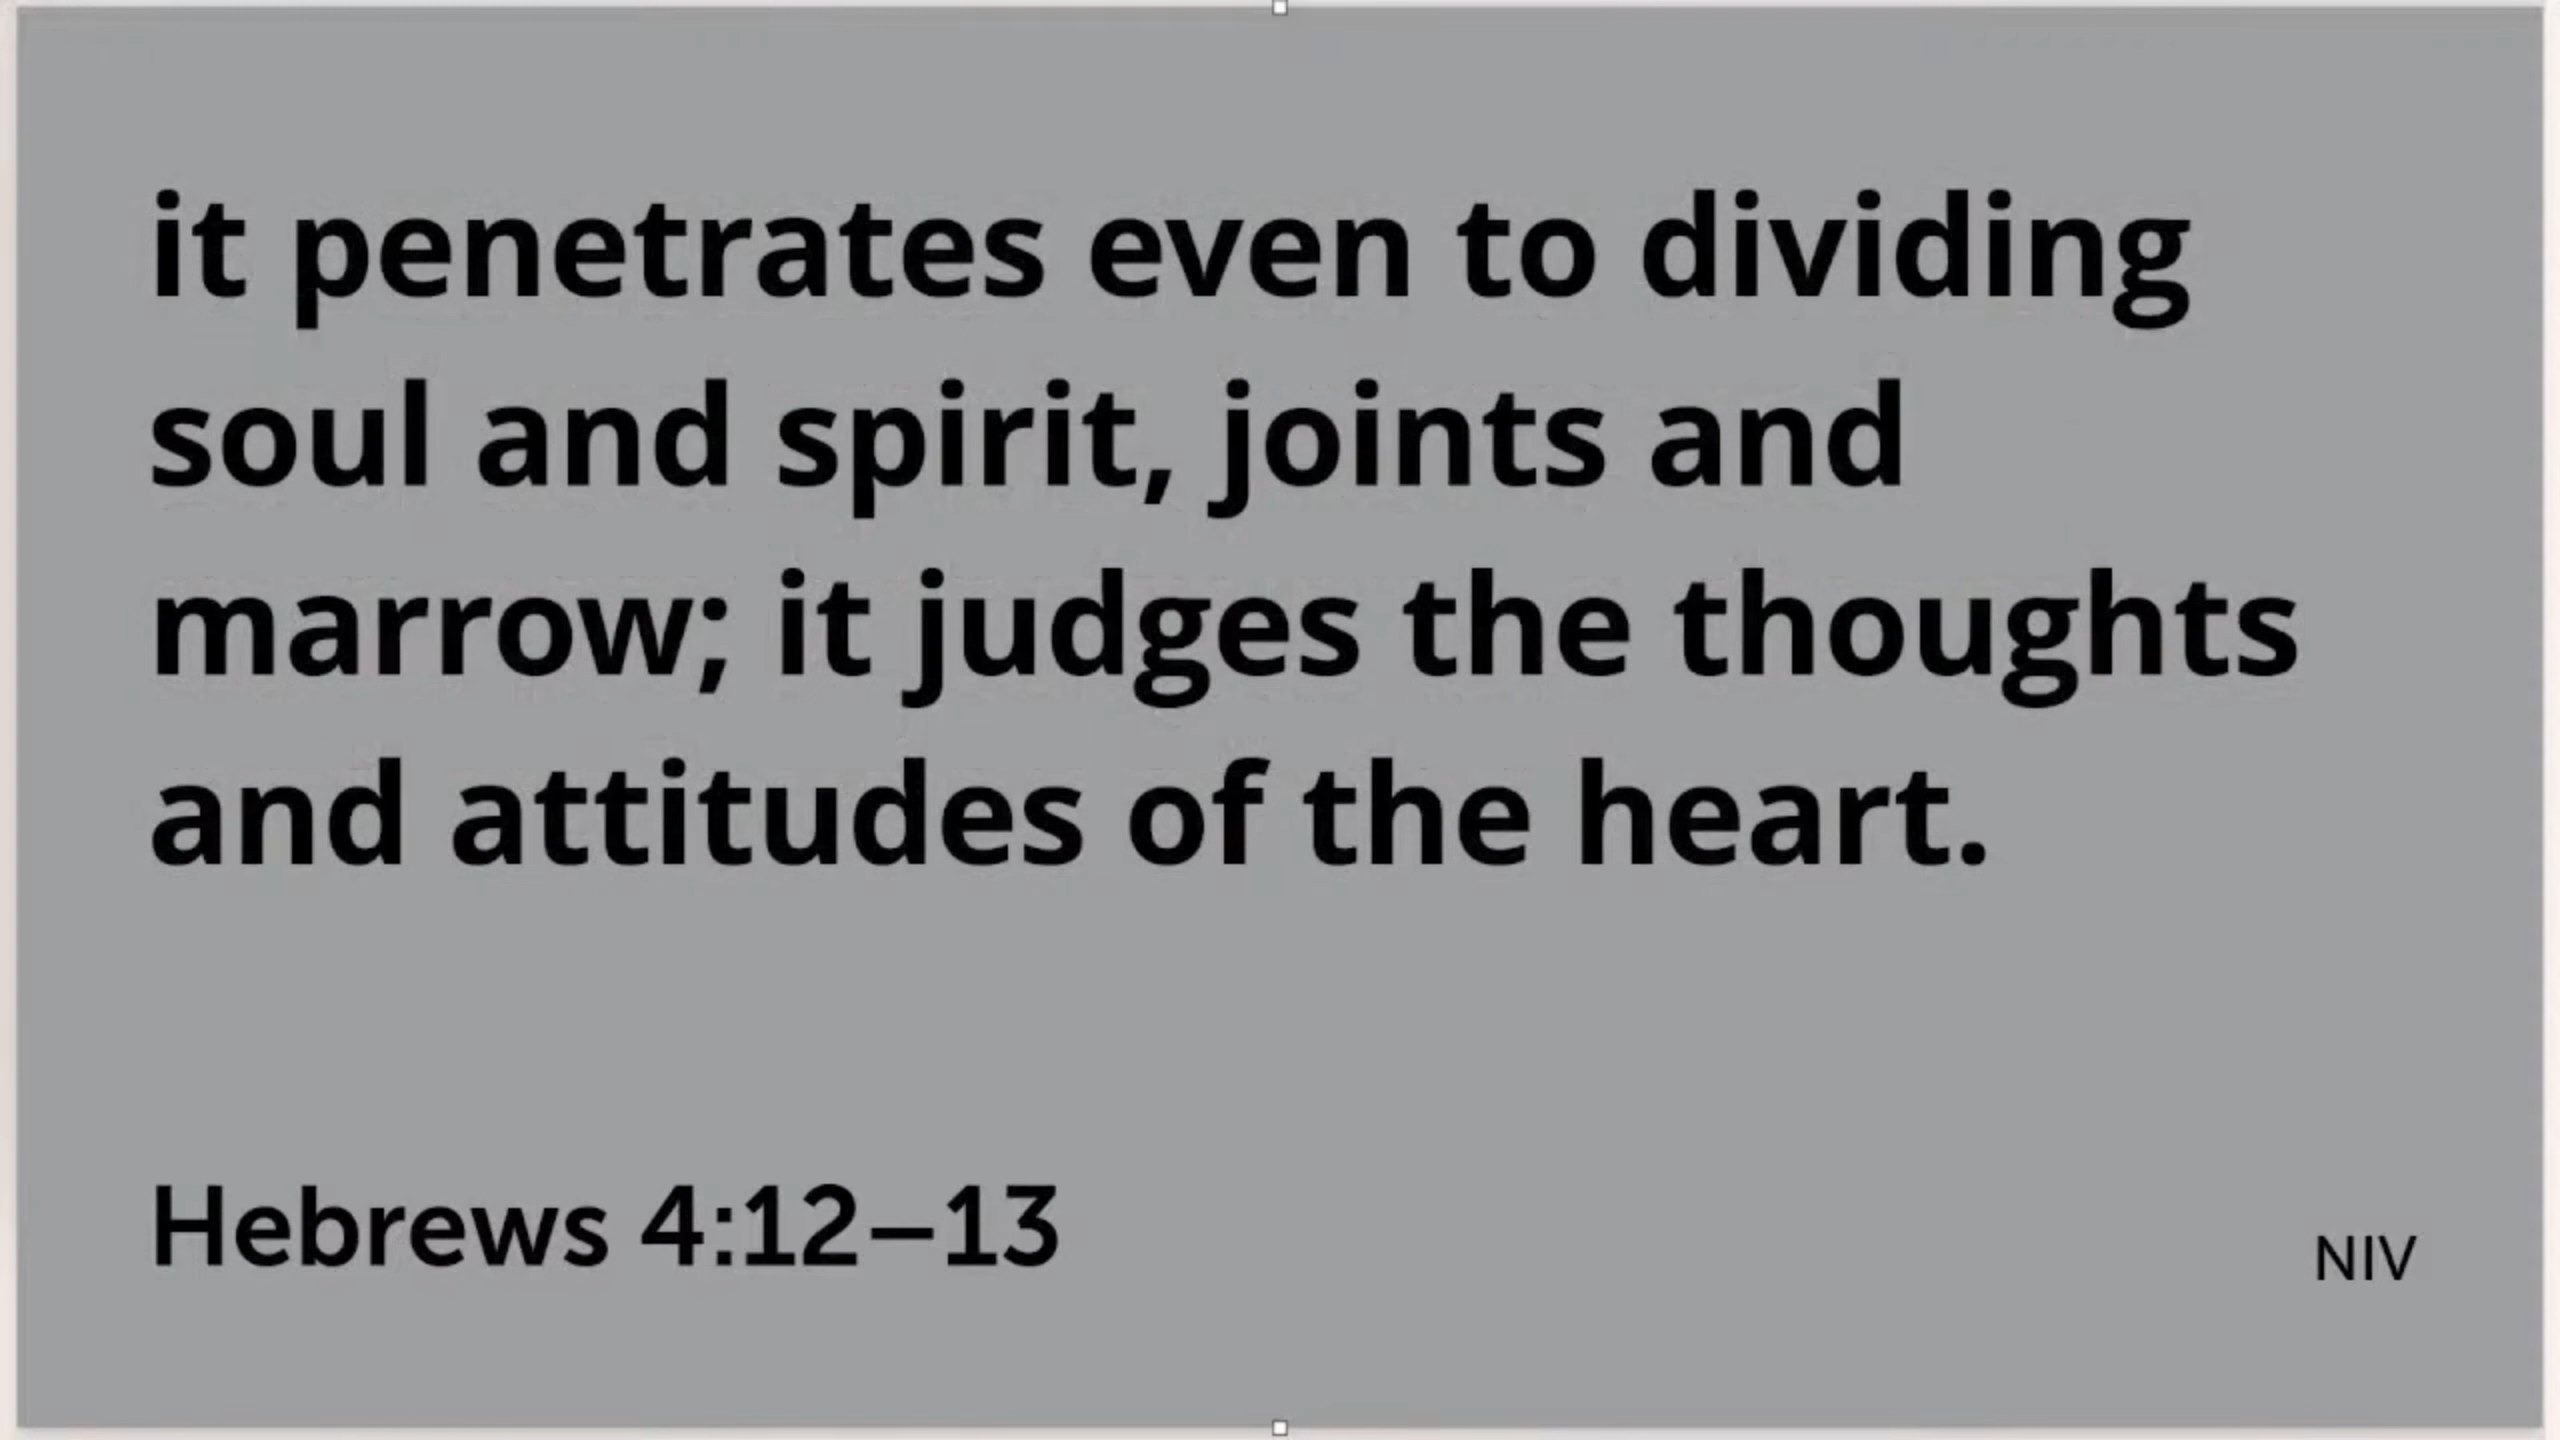 it penetrates even to dividing
soul and spirit, joints and
marrow; it judges the thoughts
and attitudes of the heart.
Hebrews 4:12–13
NIV